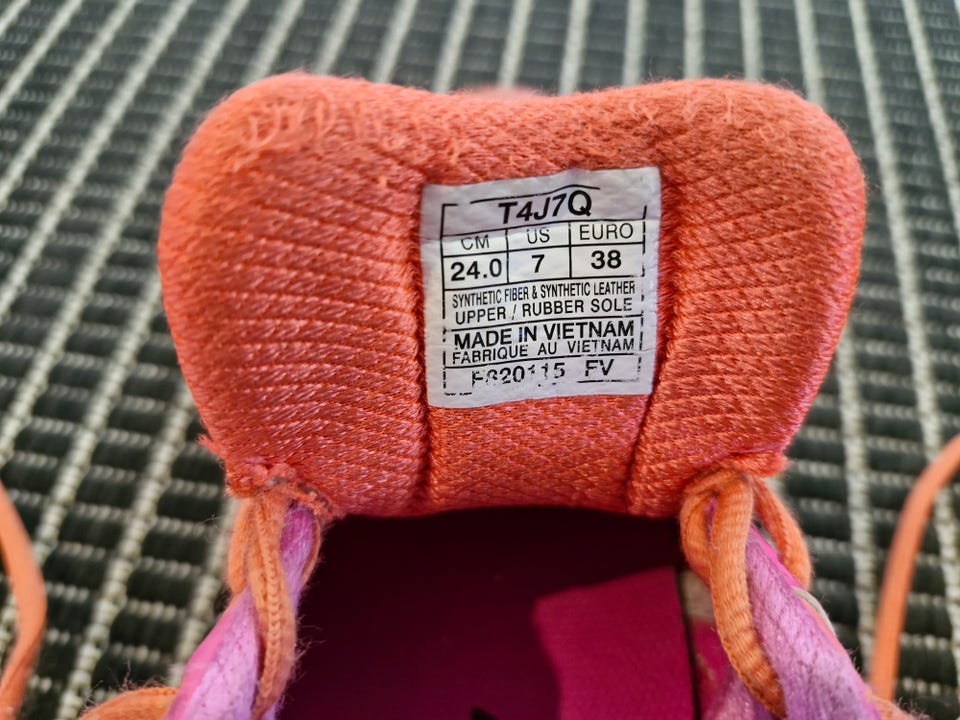 T4J7Q
CM US EURO
24.0 7 38
SYNTHETIC FIBER & SYNTHETIC LEATHER
UPPER / RUBBER SOLE
MADE IN VIETNAM
FABRIQUE AU VIETNAM
FV